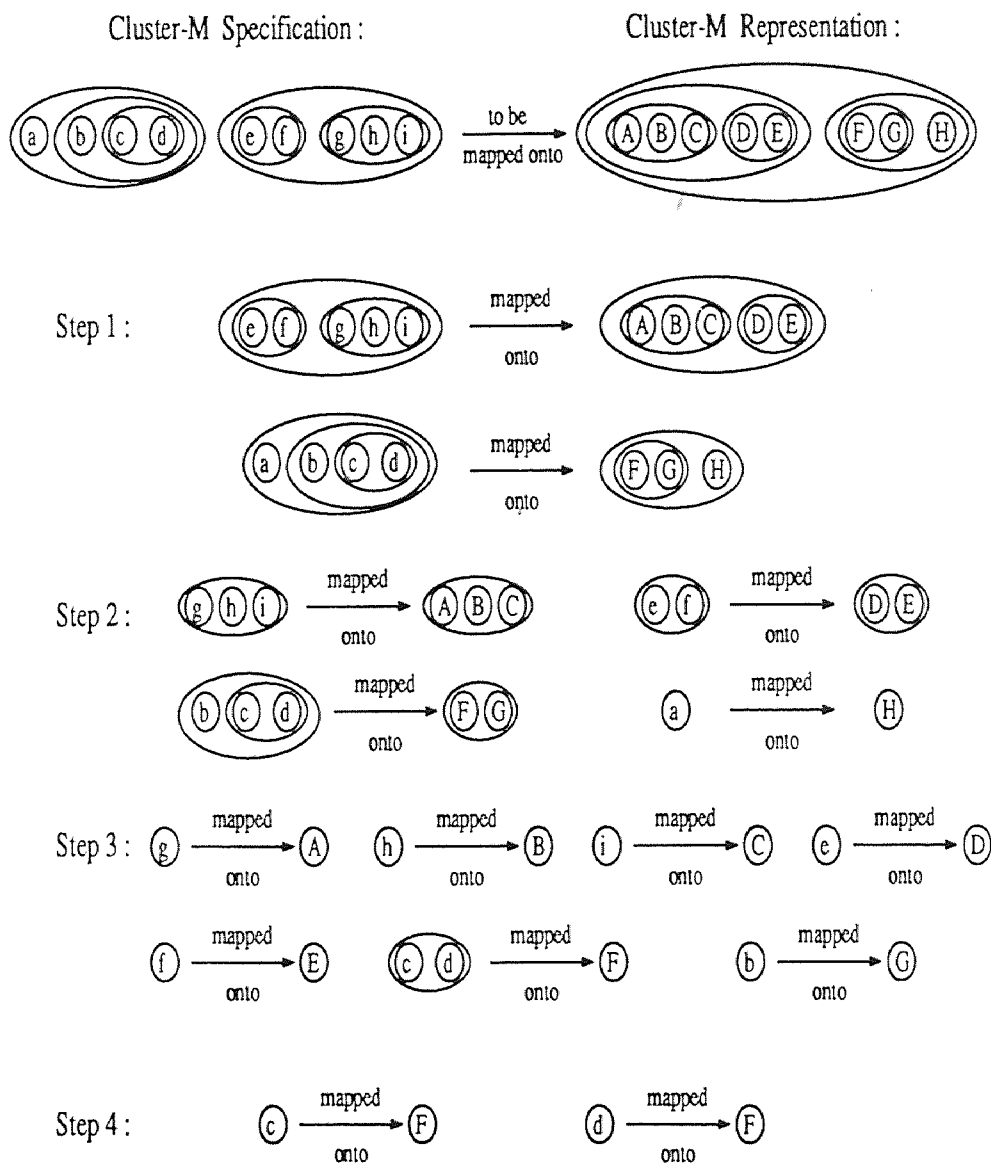 Cluster-M Specification : Cluster-M Representation :
a b c d e f g h i to be A B C D E F G H
mapped onto
Step 1 : e f g h i mapped A B C D E
onto
a b c d mapped F G H
onto
Step 2 : g h i mapped A B C e f mapped D E
onto onto
b c d mapped F G a mapped H
onto onto
Step 3 : g mapped A h mapped B i mapped C e mapped D
onto onto onto onto
f mapped E c d mapped F b mapped G
onto onto onto
Step 4 : c mapped F d mapped F
onto onto